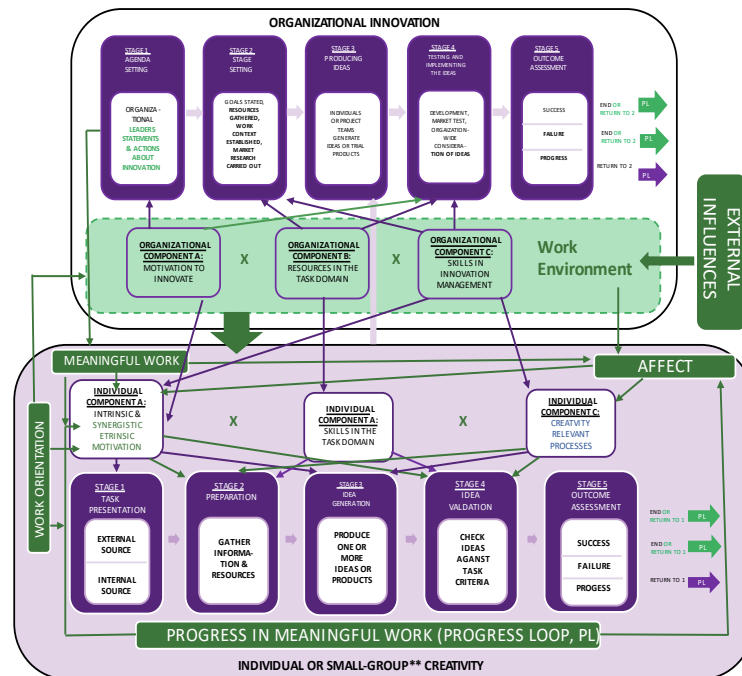 ORGANIZATIONAL INNOVATION
STAGE 1
AGENDA
SETTING
ORGANIZA-
TIONAL
LEADERS
STATEMENTS
& ACTIONS
ABOUT
INNOVATION
STAGE 2
STAGE
SETTING
GOALS STATED,
RESOURCES
GATHERED,
WORK
CONTEXT
ESTABLISHED,
MARKET
RESEARCH
CARRIED OUT
STAGE 3
PRODUCING
IDEAS
INDIVIDUALS
OR PROJECT
TEAMS
GENERATE
IDEAS OR TRIAL
PRODUCTS
STAGE 4
TESTING AND
IMPLEMENTING
THE IDEAS
DEVELOPMENT,
MARKET TEST,
ORGAIZATION-
WIDE
CONSIDERA-
TION OF IDEAS
STAGE 5
OUTCOME
ASSESSMENT
SUCCESS
FAILURE
PROGRESS
END OR
RETURN TO 2
PL
END OR
RETURN TO 2
PL
RETURN TO 2
PL
ORGANIZATIONAL
COMPONENT A:
MOTIVATION TO
INNOVATE
X
ORGANIZATIONAL
COMPONENT B:
RESOURCES IN THE
TASK DOMAIN
X
ORGANIZATIONAL
COMPONENT C:
SKILLS IN
INNOVATION
MANAGEMENT
Work
Environment
EXTERNAL
INFLUENCES
MEANINGFUL WORK
AFFECT
WORK ORIENTATION
INDIVIDUAL
COMPONENT A:
INTRINSIC &
SYNERGISTIC
ETRINSIC
MOTIVATION
X
INDIVIDUAL
COMPONENT A:
SKILLS IN THE
TASK DOMAIN
X
INDIVIDUAL
COMPONENT C:
CREATIVITY
RELEVANT
PROCESSES
STAGE 1
TASK
PRESENTATION
EXTERNAL
SOURCE
INTERNAL
SOURCE
STAGE 2
PREPARATION
GATHER
INFORMA-
TION &
RESOURCES
STAGE 3
IDEA
GENERATION
PRODUCE
ONE OR
MORE
IDEAS OR
PRODUCTS
STAGE 4
IDEA
VALDATION
CHECK
IDEAS
AGANST
TASK
CRITERIA
STAGE 5
OUTCOME
ASSESSMENT
SUCCESS
FAILURE
PROGESS
END OR
RETURN TO 1
PL
END OR
RETURN TO 1
PL
RETURN TO 1
PL
PROGRESS IN MEANINGFUL WORK (PROGRESS LOOP, PL)
INDIVIDUAL OR SMALL-GROUP** CREATIVITY